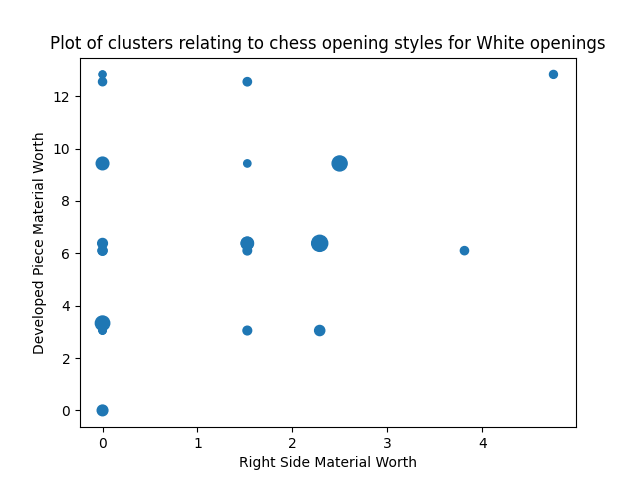 Plot of clusters relating to chess opening styles for White openings
12
10
8
6
4
2
0
Developed Piece Material Worth
0 1 2 3 4
Right Side Material Worth